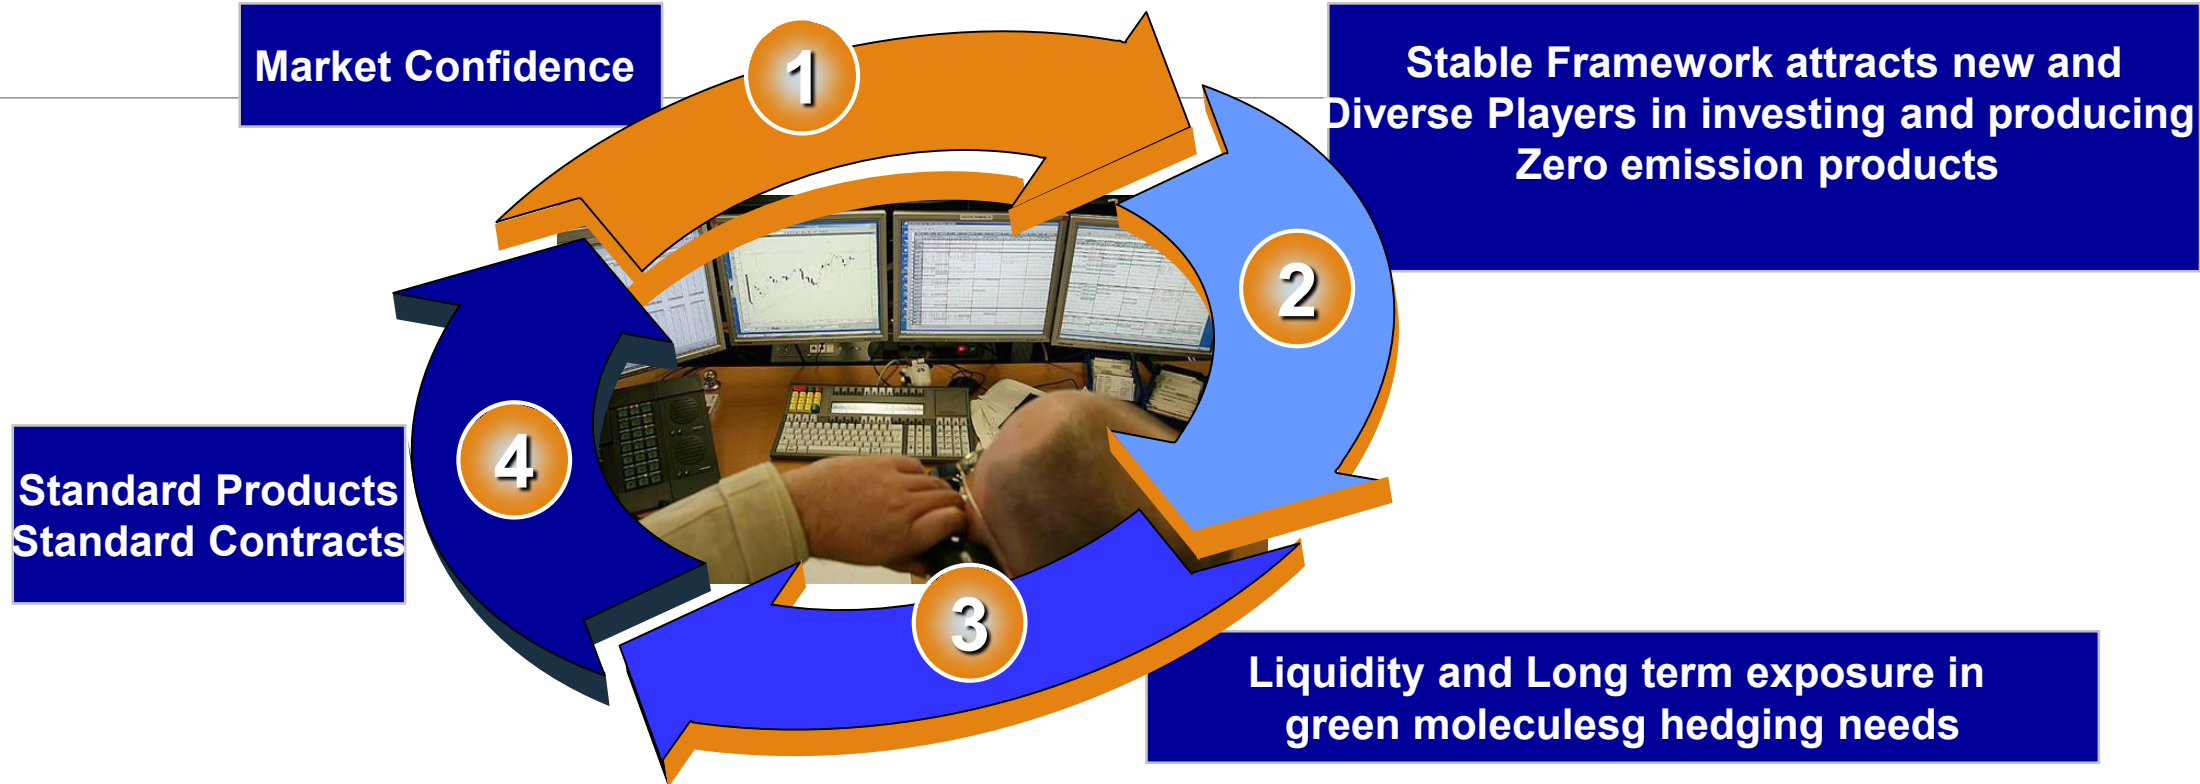 Market Confidence
1
Stable Framework attracts new and
Diverse Players in investing and producing
Zero emission products
2
4
Standard Products
Standard Contracts
3
Liquidity and Long term exposure in
green moleculesg hedging needs